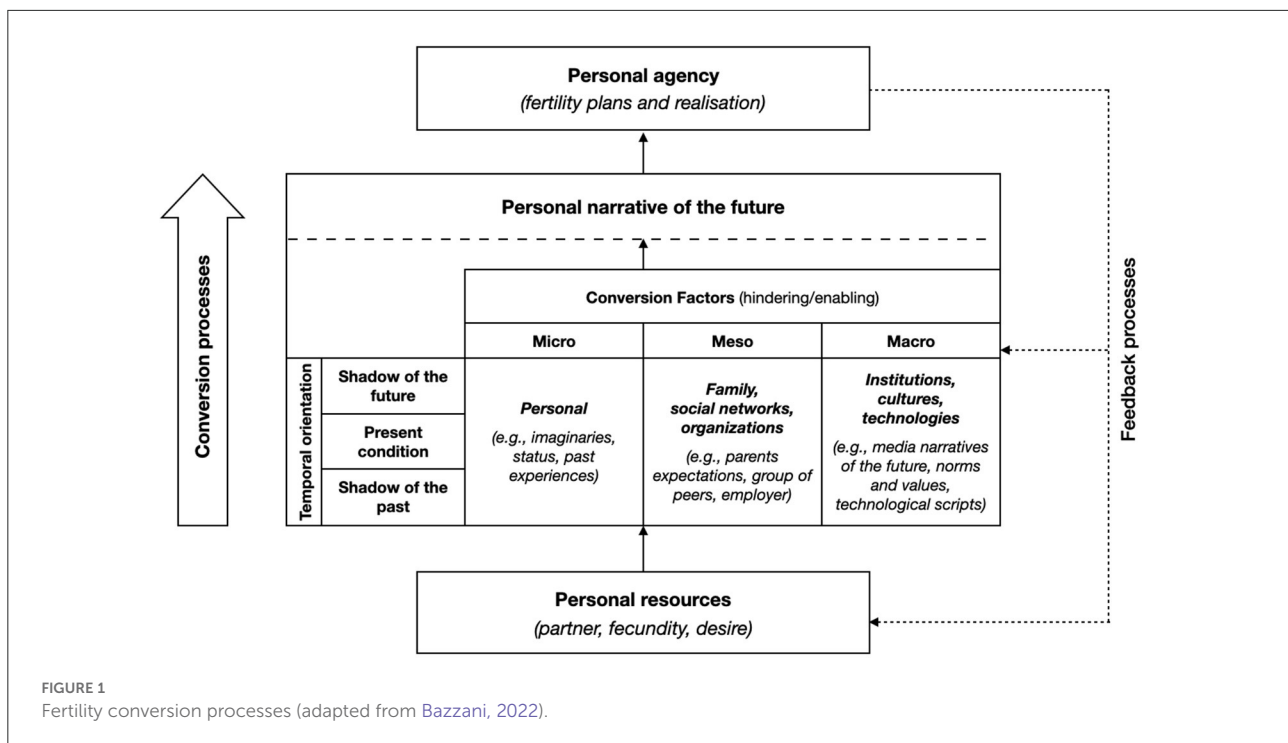 Personal agency
(fertility plans and realisation)
Personal narrative of the future
Conversion processes
Conversion Factors (hindering/enabling)
Micro
Meso
Macro
Temporal orientation
Shadow of the
future
Present
condition
Shadow of the
past
Personal
(e.g., imaginaries,
status, past
experiences)
Family,
social networks,
organizations
(e.g., parents
expectations, group of
peers, employer)
Institutions,
cultures,
technologies
(e.g., media narratives
of the future, norms
and values,
technological scripts)
Feedback processes
Personal resources
(partner, fecundity, desire)
FIGURE 1
Fertility conversion processes (adapted from Bazzani, 2022).